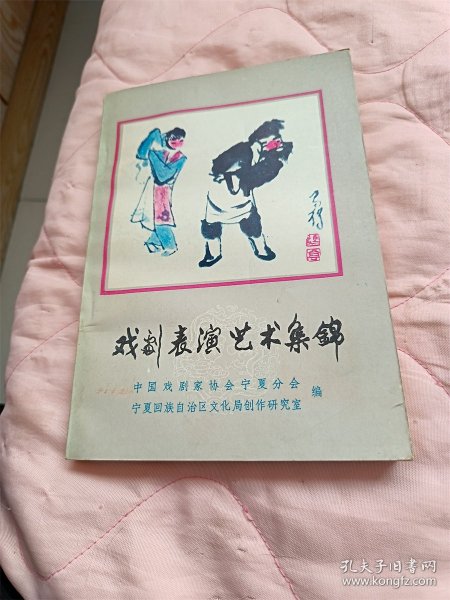 马得
戏剧表演艺术集锦
中国戏剧家协会宁夏分会
宁夏回族自治区文化局创作研究室
编
孔夫子旧书网
www.kongfz.com